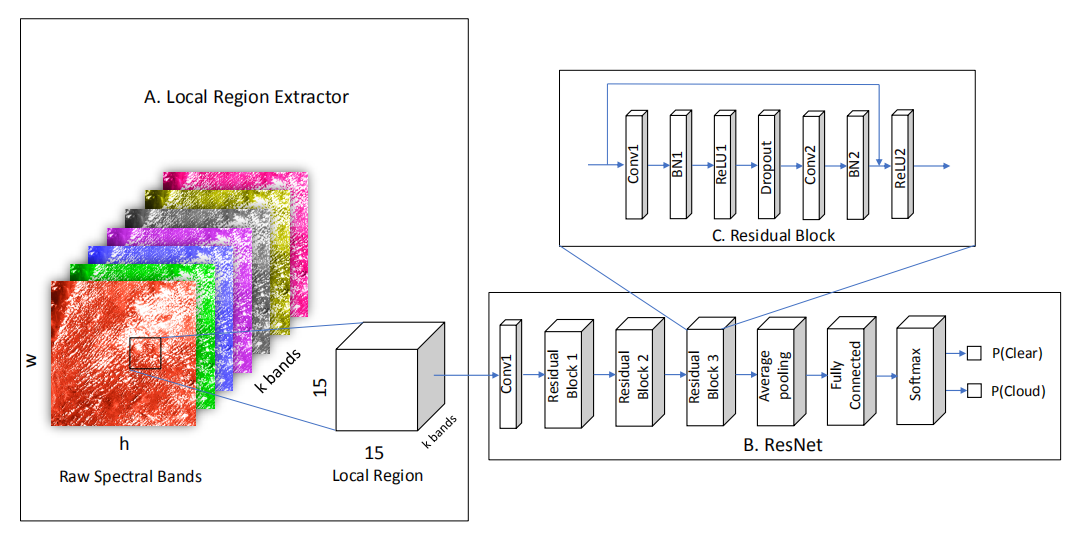 A. Local Region Extractor
w
h
k bands
Raw Spectral Bands
15
15
k bands
Local Region
Conv1
BN1
ReLU1
Dropout
Conv2
BN2
ReLU2
C. Residual Block
Conv1
Residual
Block 1
Residual
Block 2
Residual
Block 3
Average
pooling
Fully
Connected
Softmax
P(Clear)
P(Cloud)
B. ResNet